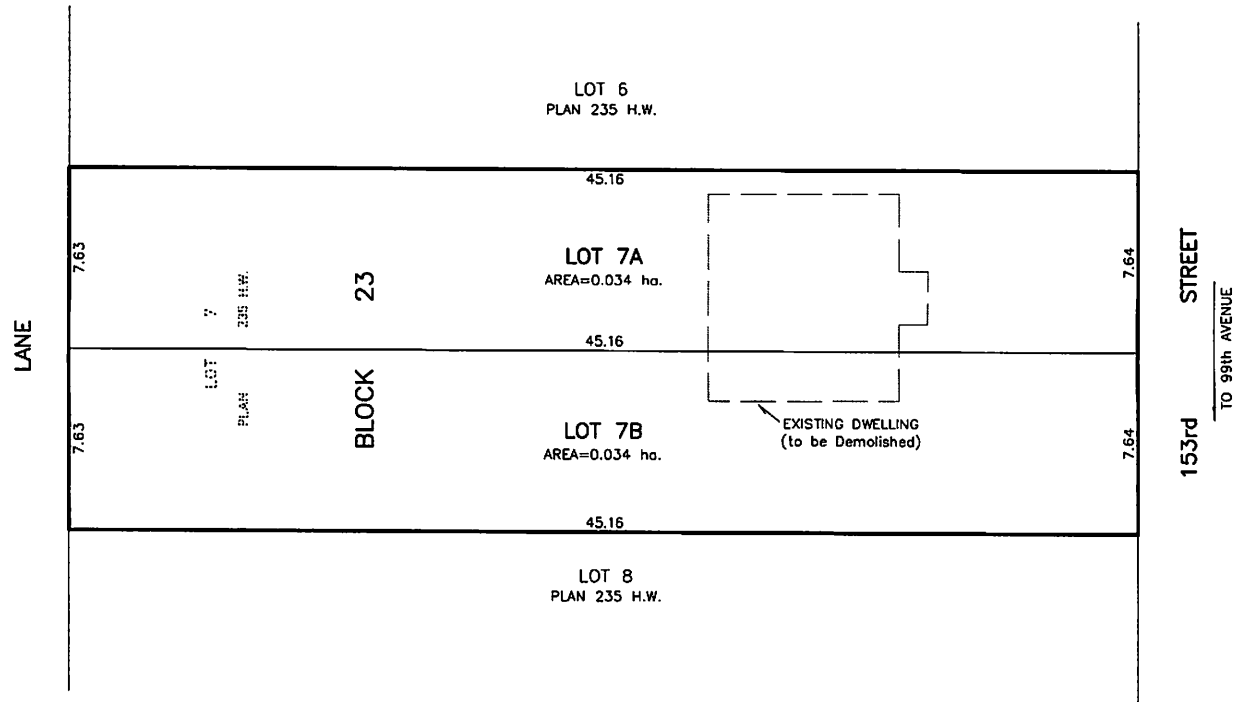 LOT 6
PLAN 235 H.W.
45.16
7.63
LOT 7A
AREA=0.034 ha.
7.64
BLOCK 23
LOT 7
PLAN 235 H.W.
LANE
45.16
153rd STREET
TO 99th AVENUE
7.63
LOT 7B
AREA=0.034 ha.
7.64
EXISTING DWELLING
(to be Demolished)
45.16
LOT 8
PLAN 235 H.W.